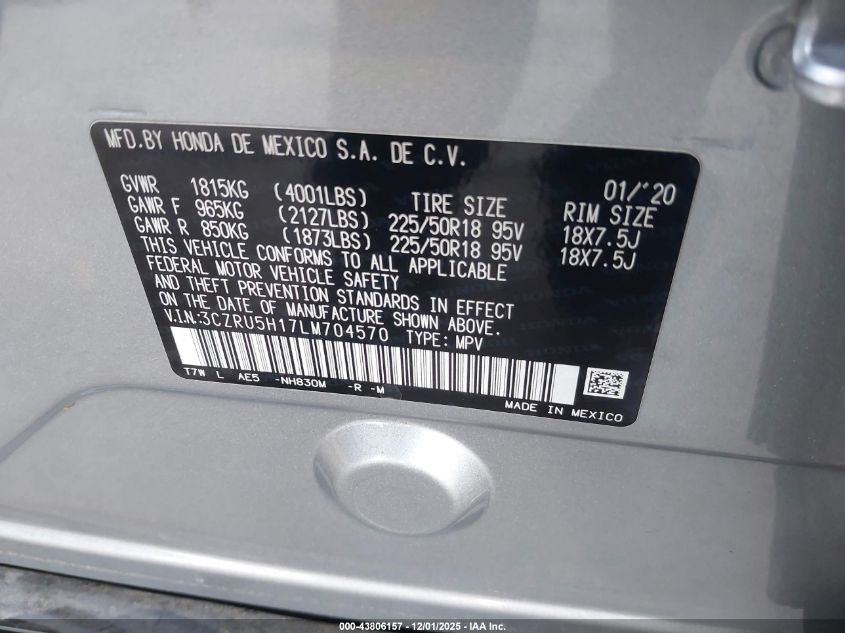 MFD.BY HONDA DE MEXICO S.A. DE C.V.
01/'20
GVWR 1815KG (4001LBS) TIRE SIZE RIM SIZE
GAWR F 965KG (2127LBS) 225/50R18 95V 18X7.5J
GAWR R 850KG (1873LBS) 225/50R18 95V 18X7.5J
THIS VEHICLE CONFORMS TO ALL APPLICABLE
FEDERAL MOTOR VEHICLE SAFETY
AND THEFT PREVENTION STANDARDS IN EFFECT
ON THE DATE OF MANUFACTURE SHOWN ABOVE.
V.I.N:3CZRU5H17LM704570 TYPE: MPV
T7W L AE5 -NH830M -R -M
MADE IN MEXICO
000-43806157 - 12/01/2025 - IAA Inc.